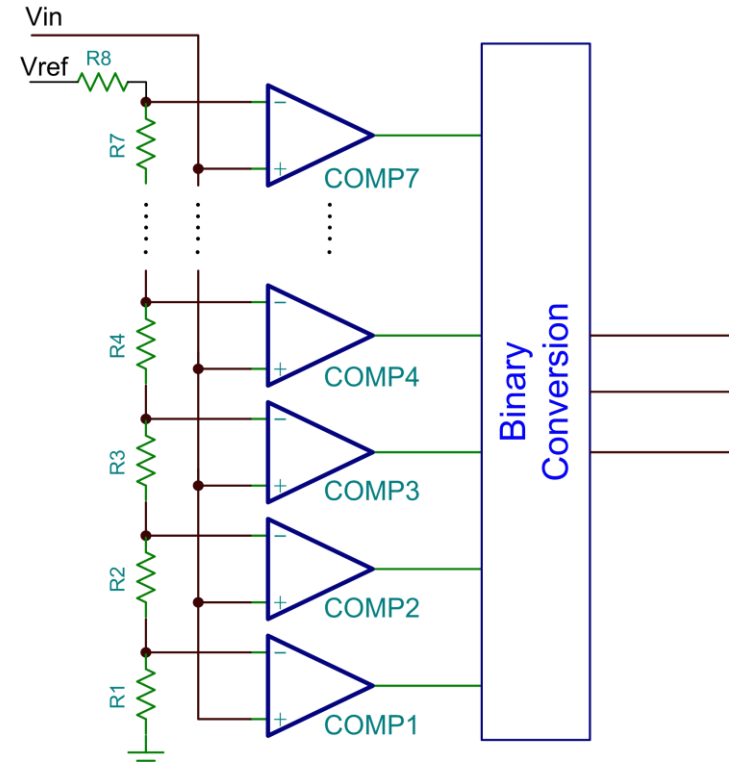 Vin
Vref
R8
R7
COMP7
R4
COMP4
R3
COMP3
R2
COMP2
R1
COMP1
Binary
Conversion